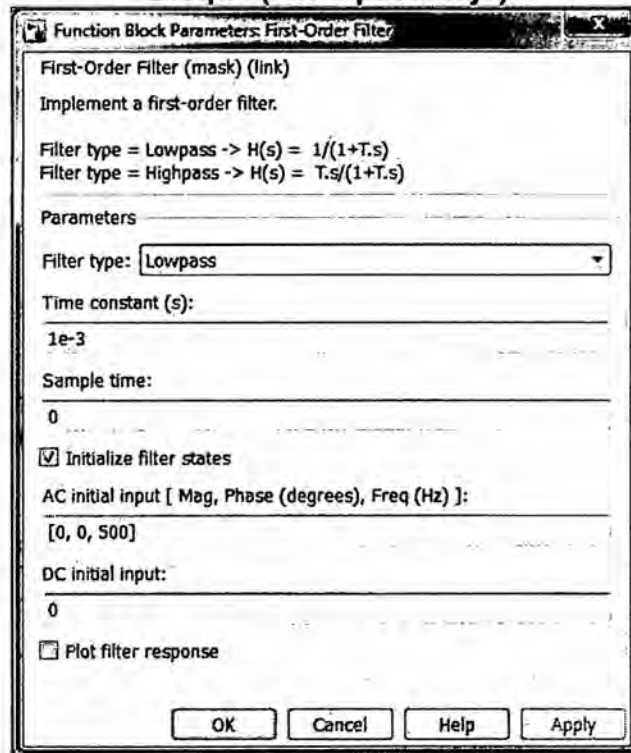 Function Block Parameters: First-Order Filter
First-Order Filter (mask) (link)
Implement a first-order filter.
Filter type = Lowpass -> H(s) = 1/(1+T.s)
Filter type = Highpass -> H(s) = T.s/(1+T.s)
Parameters
Filter type: Lowpass
Time constant (s):
1e-3
Sample time:
0
Initialize filter states
AC initial input [ Mag, Phase (degrees), Freq (Hz) ]:
[0, 0, 500]
DC initial input:
0
Plot filter response
OK Cancel Help Apply